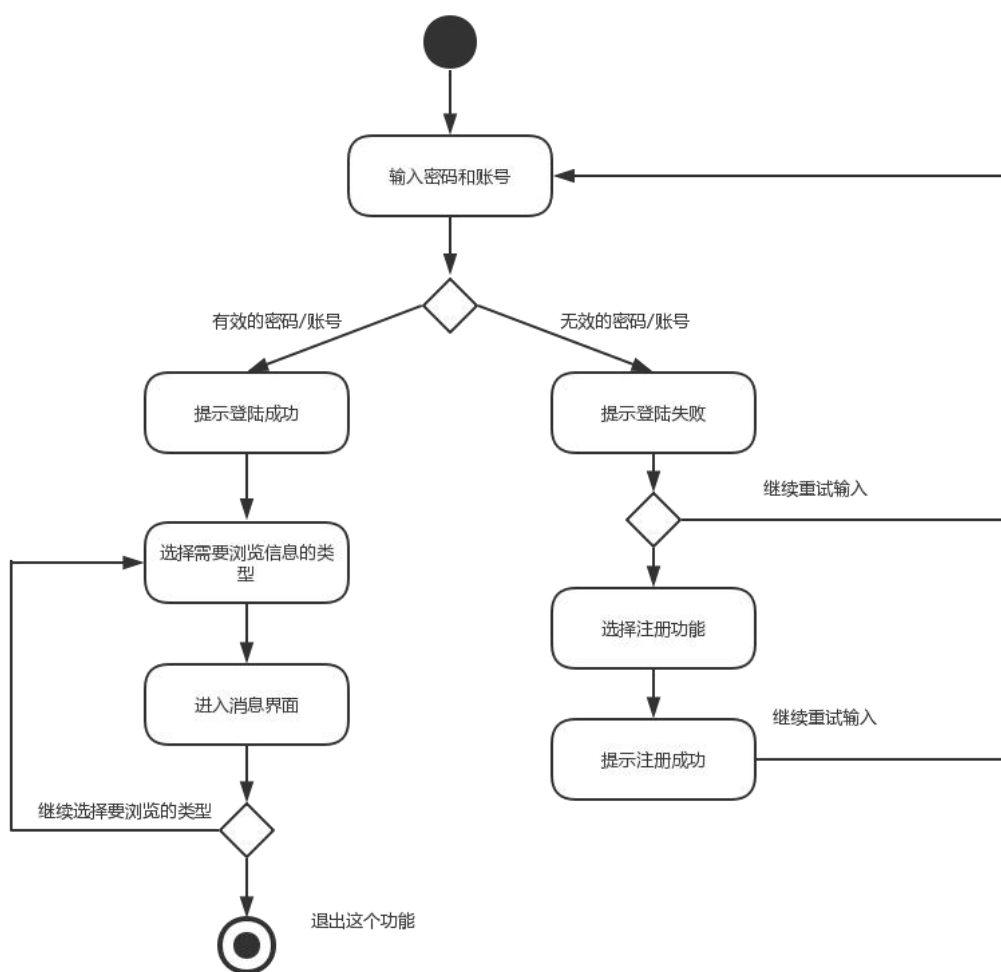 输入密码和账号
有效的密码/账号
无效的密码/账号
提示登陆成功
提示登陆失败
继续重试输入
选择需要浏览信息的类
型
选择注册功能
进入消息界面
继续重试输入
提示注册成功
继续选择要浏览的类型
退出这个功能